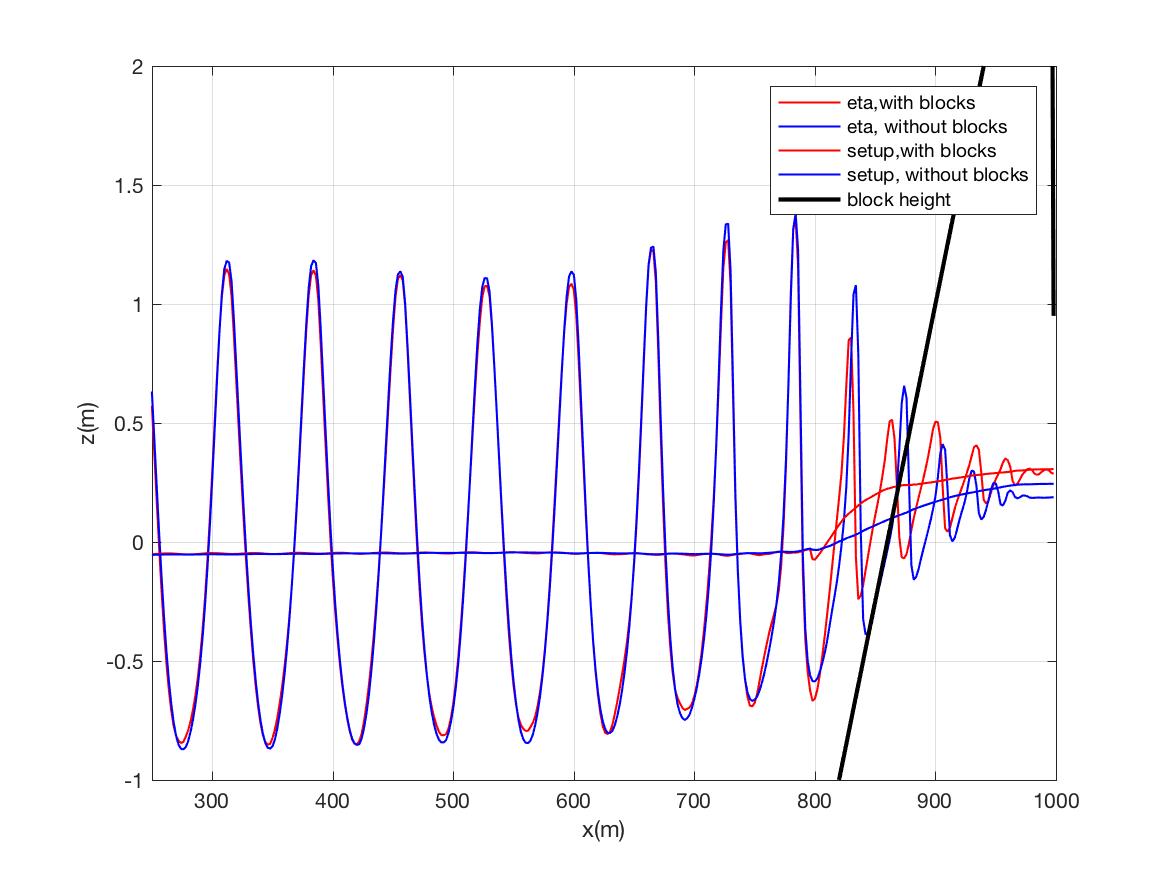 2
1.5
1
0.5
0
-0.5
-1
z(m)
eta,with blocks
eta, without blocks
setup,with blocks
setup, without blocks
block height
300 400 500 600 700 800 900 1000
x(m)